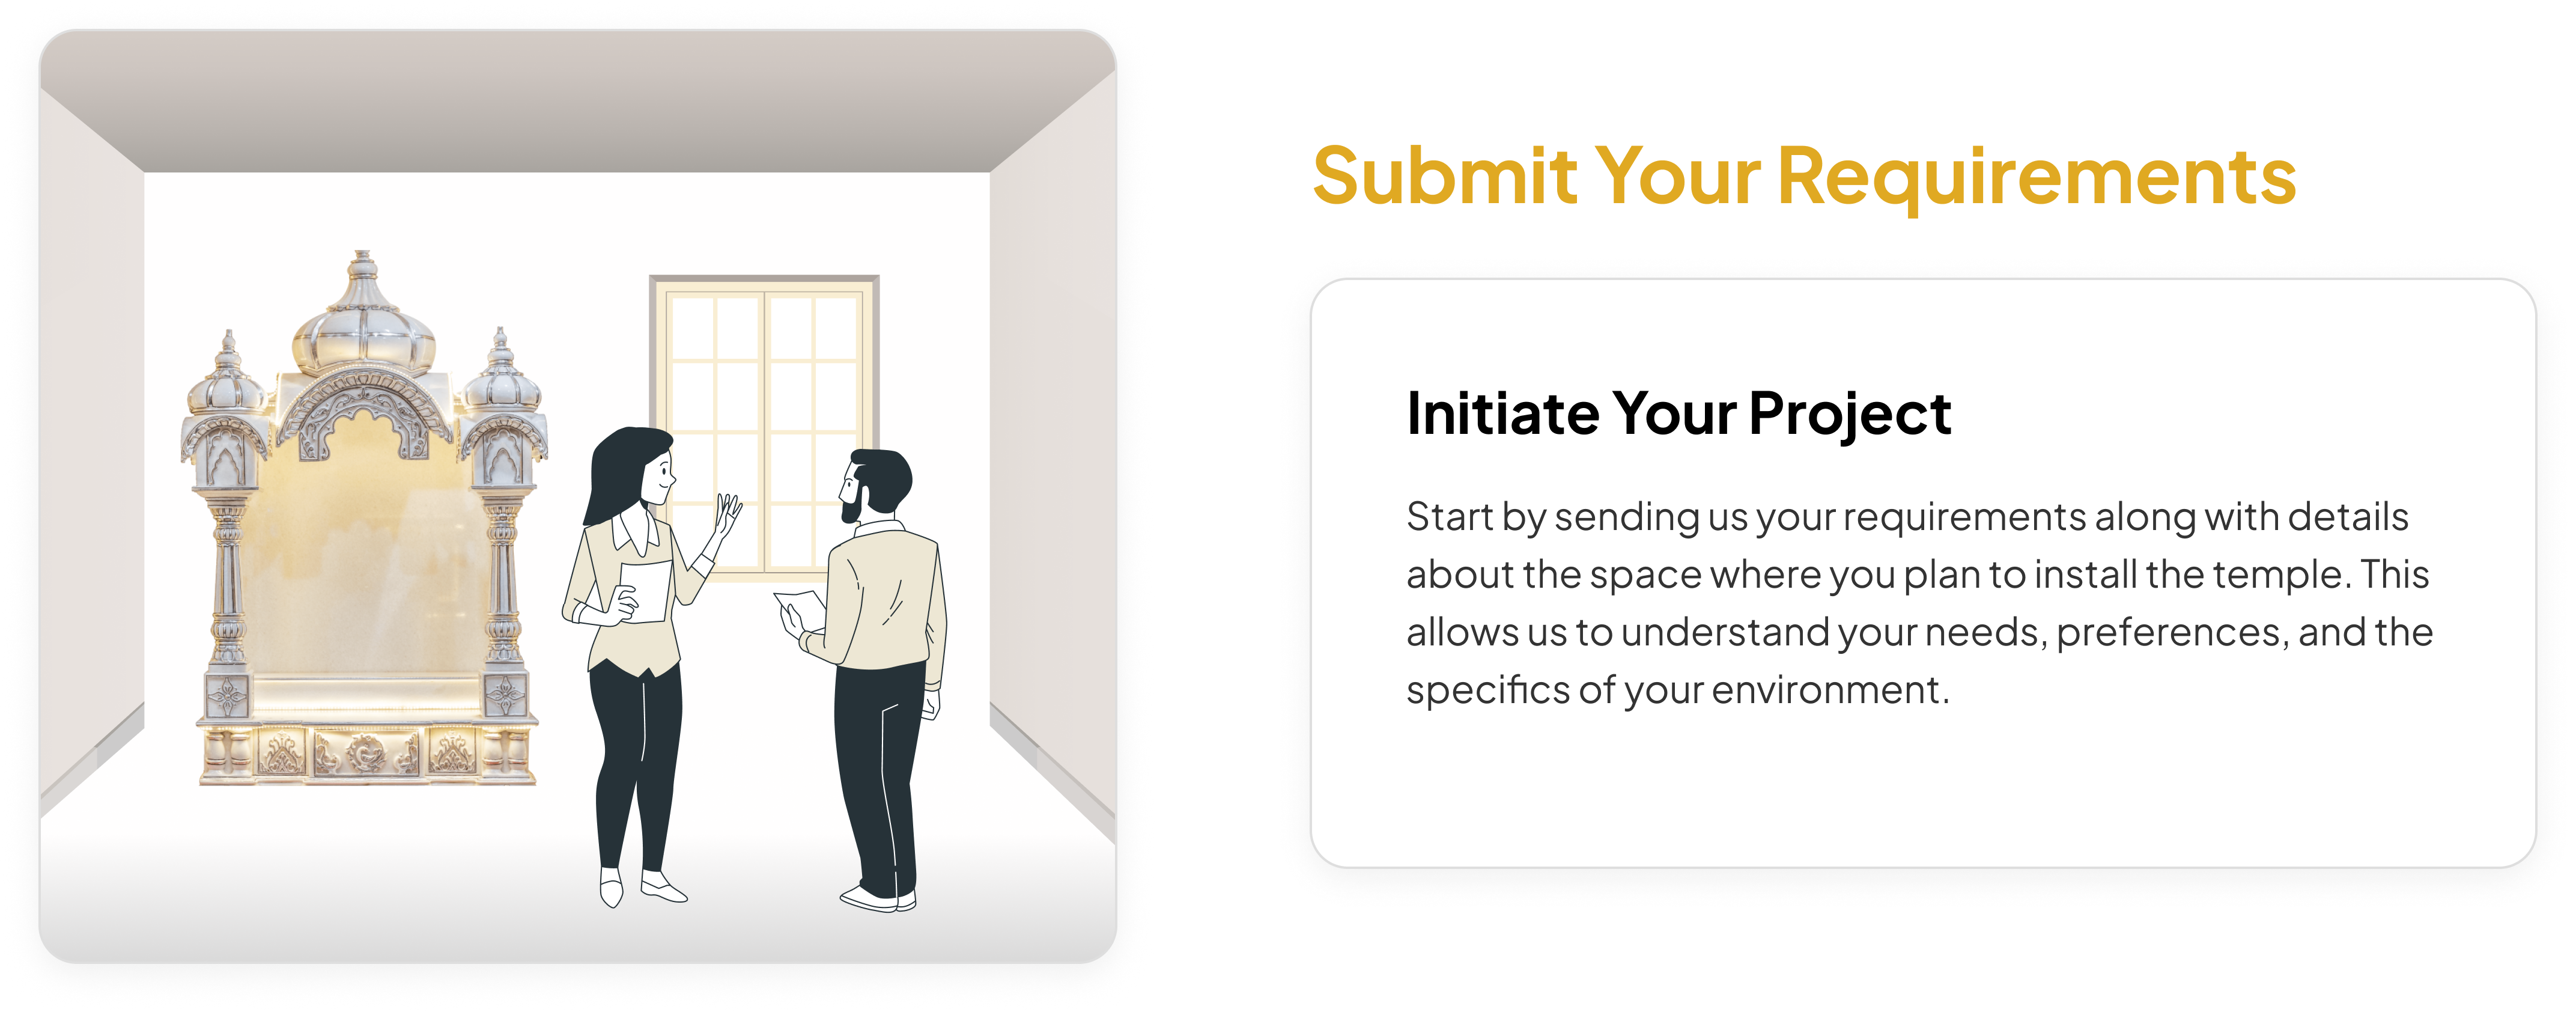 Submit Your Requirements
Initiate Your Project
Start by sending us your requirements along with details
about the space where you plan to install the temple. This
allows us to understand your needs, preferences, and the
specifics of your environment.